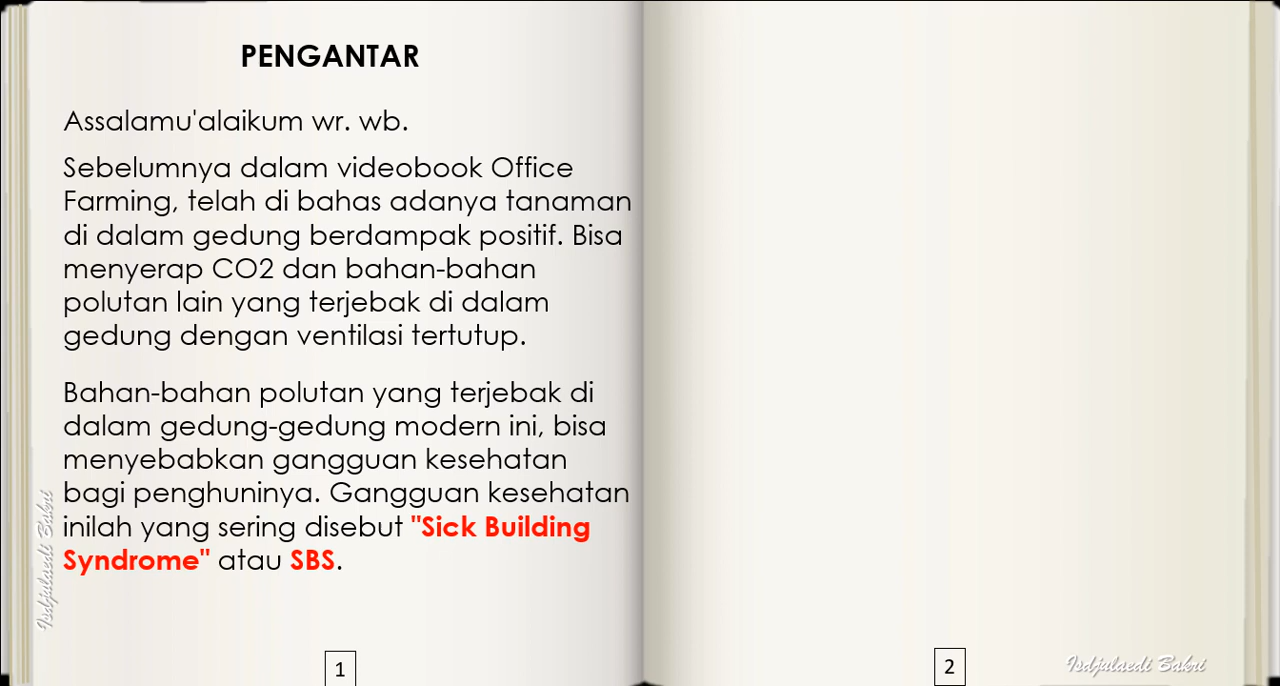 PENGANTAR
Assalamu'alaikum wr. wb.
Sebelumnya dalam videobook Office
Farming, telah di bahas adanya tanaman
di dalam gedung berdampak positif. Bisa
menyerap CO2 dan bahan-bahan
polutan lain yang terjebak di dalam
gedung dengan ventilasi tertutup.
Bahan-bahan polutan yang terjebak di
dalam gedung-gedung modern ini, bisa
menyebabkan gangguan kesehatan
bagi penghuninya. Gangguan kesehatan
inilah yang sering disebut "Sick Building
Syndrome" atau SBS.
Isdjulaedi Bakri
1
2
Isdjulaedi Bakri